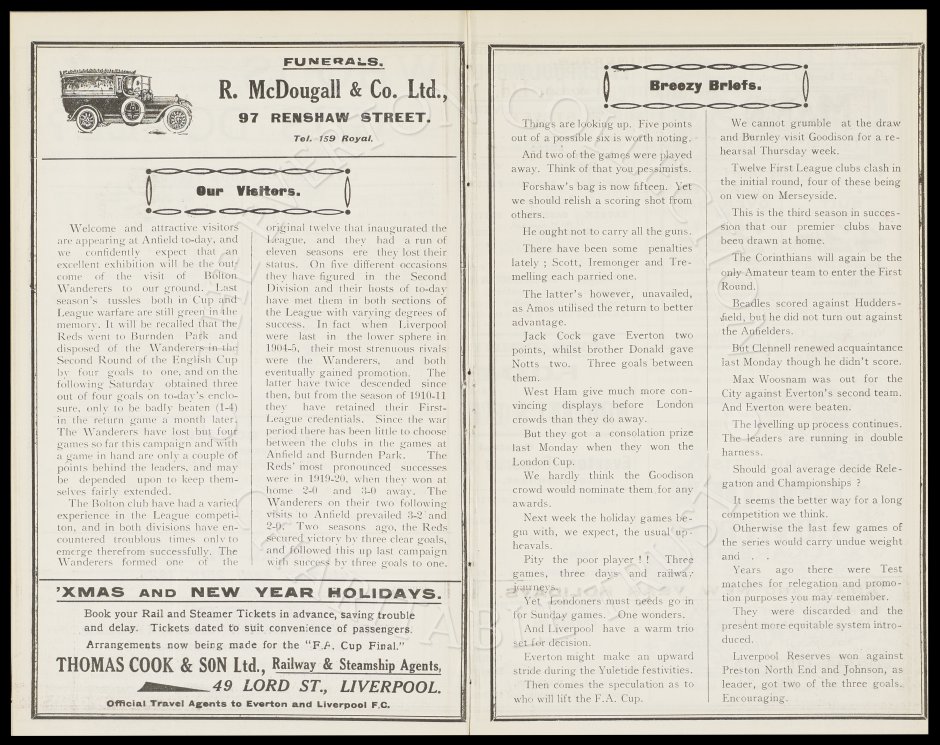 FUNERALS.
R. McDougall & Co. Ltd.,
97 RENSHAW STREET.
Tel. 159 Royal.
Our Visitors.
Welcome and attractive visitors
are appearing at Anfield to-day, and
we confidently expect that an
excellent exhibition will be the out-
come of the visit of Bolton
Wanderers to our ground. Last
season's tussles both in Cup and
League warfare are still green in the
memory. It will be recalled that the
Reds went to Burnden Park and
disposed of the Wanderers in the
Second Round of the English Cup
by four goals to one, and on the
following Saturday obtained three
out of four goals on to-day's enclo-
sure, only to be badly beaten (1-4)
in the return game a month later.
The Wanderers have lost but four
games so far this campaign and with
a game in hand are only a couple of
points behind the leaders, and may
be depended upon to keep them-
selves fairly extended.
The Bolton club have had a varied
experience in the League competi-
tion, and in both divisions have en-
countered troublous times only to
emerge therefrom successfully. The
Wanderers formed one of the
original twelve that inaugurated the
League, and they had a run of
eleven seasons ere they lost their
status. On five different occasions
they have figured in the Second
Division and their hosts of to-day
have met them in both sections of
the League with varying degrees of
success. In fact when Liverpool
were last in the lower sphere in
1904-5, their most strenuous rivals
were the Wanderers, and both
eventually gained promotion. The
latter have twice descended since
then, but from the season of 1910-11
they have retained their First-
League credentials. Since the war
period there has been little to choose
between the clubs in the games at
Anfield and Burnden Park. The
Reds' most pronounced successes
were in 1919-20, when they won at
home 2-0 and 3-0 away. The
Wanderers on their two following
visits to Anfield prevailed 3-2 and
2-0. Two seasons ago, the Reds
secured victory by three clear goals,
and followed this up last campaign
with success by three goals to one.
'XMAS AND NEW YEAR HOLIDAYS.
Book your Rail and Steamer Tickets in advance, saving trouble
and delay. Tickets dated to suit convenience of passengers.
Arrangements now being made for the "F.A. Cup Final."
THOMAS COOK & SON Ltd., Railway & Steamship Agents,
49 LORD ST., LIVERPOOL.
Official Travel Agents to Everton and Liverpool F.C.
Breezy Briefs.
Things are looking up. Five points
out of a possible six is worth noting.
And two of the games were played
away. Think of that you pessimists.
Forshaw's bag is now fifteen. Yet
we should relish a scoring shot from
others.
He ought not to carry all the guns.
There have been some penalties
lately ; Scott, Iremonger and Tre-
melling each parried one.
The latter's however, unavailed,
as Amos utilised the return to better
advantage.
Jack Cock gave Everton two
points, whilst brother Donald gave
Notts two. Three goals between
them.
West Ham give much more con-
vincing displays before London
crowds than they do away.
But they got a consolation prize
last Monday when they won the
London Cup.
We hardly think the Goodison
crowd would nominate them for any
awards.
Next week the holiday games be-
gin with, we expect, the usual up-
heavals.
Pity the poor player ! ! Three
games, three days and railway
journeys.
Yet Londoners must needs go in
for Sunday games. One wonders.
And Liverpool have a warm trio
set for decision.
Everton might make an upward
stride during the Yuletide festivities.
Then comes the speculation as to
who will lift the F.A. Cup.
We cannot grumble at the draw
and Burnley visit Goodison for a re-
hearsal Thursday week.
Twelve First League clubs clash in
the initial round, four of these being
on view on Merseyside.
This is the third season in succes-
sion that our premier clubs have
been drawn at home.
The Corinthians will again be the
only Amateur team to enter the First
Round.
Beadles scored against Hudders-
field, but he did not turn out against
the Anfielders.
But Clennell renewed acquaintance
last Monday though he didn't score.
Max Woosnam was out for the
City against Everton's second team.
And Everton were beaten.
The levelling up process continues.
The leaders are running in double
harness.
Should goal average decide Rele-
gation and Championships ?
It seems the better way for a long
competition we think.
Otherwise the last few games of
the series would carry undue weight
and . .
Years ago there were Test
matches for relegation and promo-
tion purposes you may remember.
They were discarded and the
present more equitable system intro-
duced.
Liverpool Reserves won against
Preston North End and Johnson, as
leader, got two of the three goals.
Encouraging.